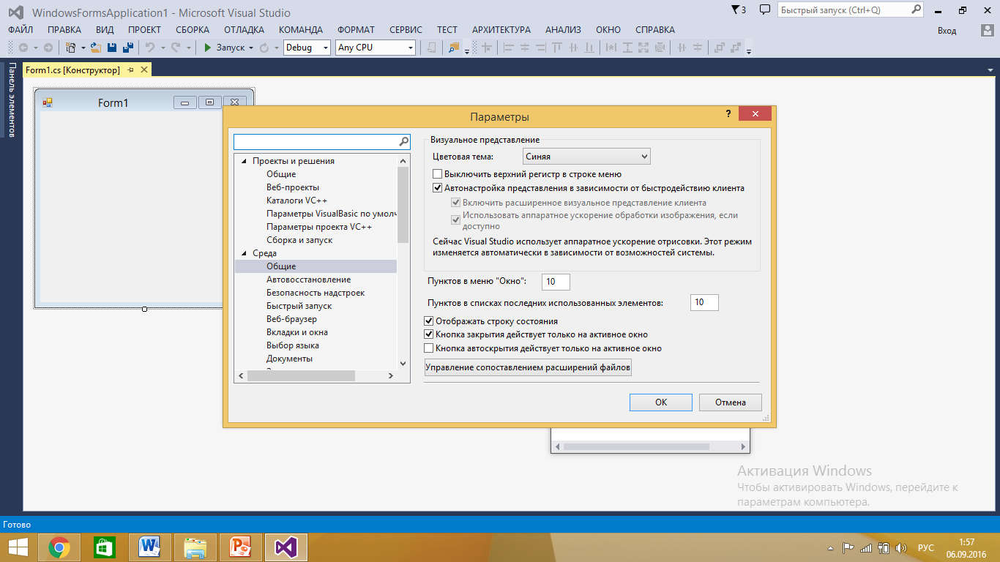 WindowsFormsApplication1 - Microsoft Visual Studio
3
Быстрый запуск (Ctrl+Q)
ФАЙЛ ПРАВКА ВИД ПРОЕКТ СБОРКА ОТЛАДКА КОМАНДА ФОРМАТ СЕРВИС ТЕСТ АРХИТЕКТУРА АНАЛИЗ ОКНО СПРАВКА
Вход
Запуск Debug Any CPU
Панель элементов
Form1.cs [Конструктор]
Form1
Параметры
?
Проекты и решения
Общие
Веб-проекты
Каталоги VC++
Параметры VisualBasic по умолч
Параметры проекта VC++
Сборка и запуск
Среда
Общие
Автовосстановление
Безопасность надстроек
Быстрый запуск
Веб-браузер
Вкладки и окна
Выбор языка
Документы
Визуальное представление
Цветовая тема: Синяя
Выключить верхний регистр в строке меню
Автонастройка представления в зависимости от быстродействию клиента
Включить расширенное визуальное представление клиента
Использовать аппаратное ускорение обработки изображения, если
доступно
Сейчас Visual Studio использует аппаратное ускорение отрисовки. Этот режим
изменяется автоматически в зависимости от возможностей системы.
Пунктов в меню "Окно": 10
Пунктов в списках последних использованных элементов: 10
Отображать строку состояния
Кнопка закрытия действует только на активное окно
Кнопка автоскрытия действует только на активное окно
Управление сопоставлением расширений файлов
ОК Отмена
Активация Windows
Чтобы активировать Windows, перейдите к
параметрам компьютера.
Готово
РУС
1:57
06.09.2016